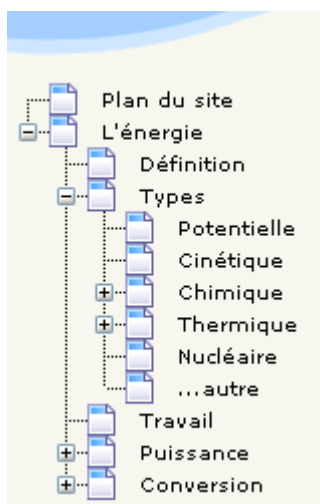 Plan du site
L'énergie
Définition
Types
Potentielle
Cinétique
Chimique
Thermique
Nucléaire
...autre
Travail
Puissance
Conversion